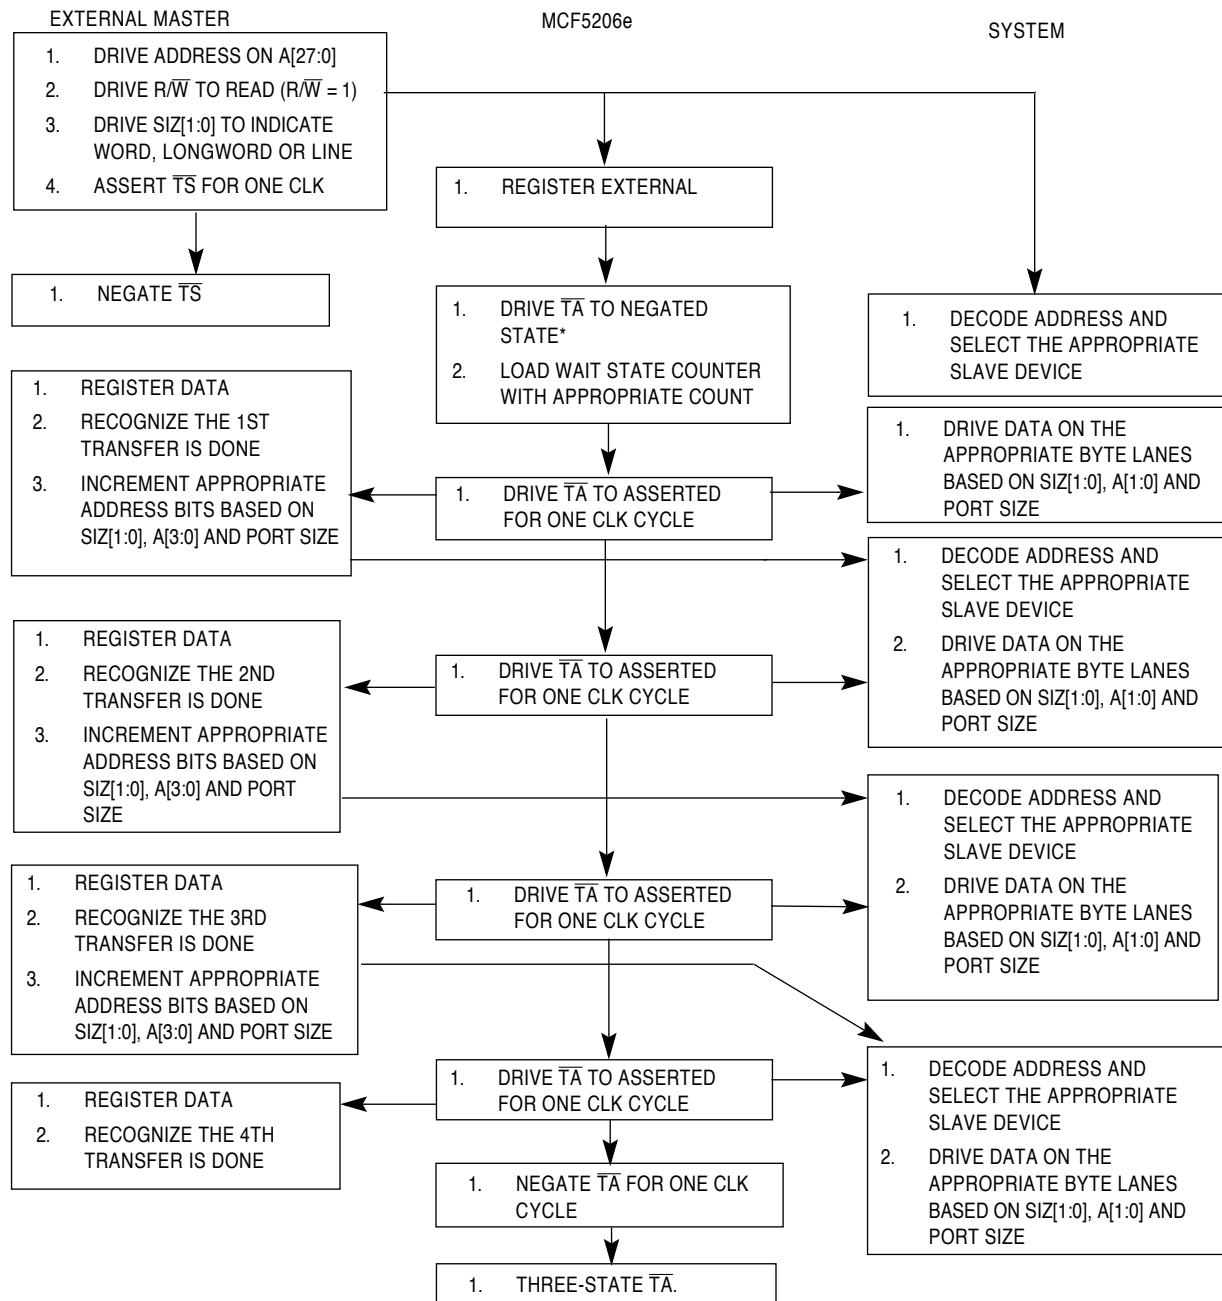 EXTERNAL MASTER
MCF5206e
SYSTEM
1. DRIVE ADDRESS ON A[27:0]
2. DRIVE R/W̅ TO READ (R/W̅ = 1)
3. DRIVE SIZ[1:0] TO INDICATE
WORD, LONGWORD OR LINE
4. ASSERT T̅S̅ FOR ONE CLK
1. REGISTER EXTERNAL
1. NEGATE T̅S̅
1. DRIVE T̅A̅ TO NEGATED
STATE*
2. LOAD WAIT STATE COUNTER
WITH APPROPRIATE COUNT
1. DECODE ADDRESS AND
SELECT THE APPROPRIATE
SLAVE DEVICE
1. REGISTER DATA
2. RECOGNIZE THE 1ST
TRANSFER IS DONE
3. INCREMENT APPROPRIATE
ADDRESS BITS BASED ON
SIZ[1:0], A[3:0] AND PORT SIZE
1. DRIVE T̅A̅ TO ASSERTED
FOR ONE CLK CYCLE
1. DRIVE DATA ON THE
APPROPRIATE BYTE LANES
BASED ON SIZ[1:0], A[1:0] AND
PORT SIZE
1. DECODE ADDRESS AND
SELECT THE APPROPRIATE
SLAVE DEVICE
2. DRIVE DATA ON THE
APPROPRIATE BYTE LANES
BASED ON SIZ[1:0], A[1:0] AND
PORT SIZE
1. REGISTER DATA
2. RECOGNIZE THE 2ND
TRANSFER IS DONE
3. INCREMENT APPROPRIATE
ADDRESS BITS BASED ON
SIZ[1:0], A[3:0] AND PORT
SIZE
1. DRIVE T̅A̅ TO ASSERTED
FOR ONE CLK CYCLE
1. DECODE ADDRESS AND
SELECT THE APPROPRIATE
SLAVE DEVICE
2. DRIVE DATA ON THE
APPROPRIATE BYTE LANES
BASED ON SIZ[1:0], A[1:0] AND
PORT SIZE
1. REGISTER DATA
2. RECOGNIZE THE 3RD
TRANSFER IS DONE
3. INCREMENT APPROPRIATE
ADDRESS BITS BASED ON
SIZ[1:0], A[3:0] AND PORT SIZE
1. DRIVE T̅A̅ TO ASSERTED
FOR ONE CLK CYCLE
1. DRIVE T̅A̅ TO ASSERTED
FOR ONE CLK CYCLE
1. DECODE ADDRESS AND
SELECT THE APPROPRIATE
SLAVE DEVICE
2. DRIVE DATA ON THE
APPROPRIATE BYTE LANES
BASED ON SIZ[1:0], A[1:0] AND
PORT SIZE
1. REGISTER DATA
2. RECOGNIZE THE 4TH
TRANSFER IS DONE
1. NEGATE T̅A̅ FOR ONE CLK
CYCLE
1. THREE-STATE T̅A̅.